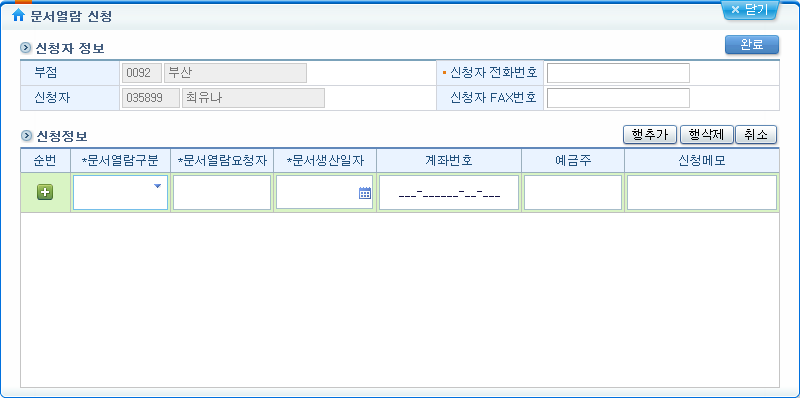 닫기
문서열람 신청
신청자 정보 완료
부점 0092 부산 신청자 전화번호
신청자 035899 최유나 신청자 FAX번호
신청정보 행추가 행삭제 취소
순번 *문서열람구분 *문서열람요청자 *문서생산일자 계좌번호 예금주 신청메모
___-______-__-___